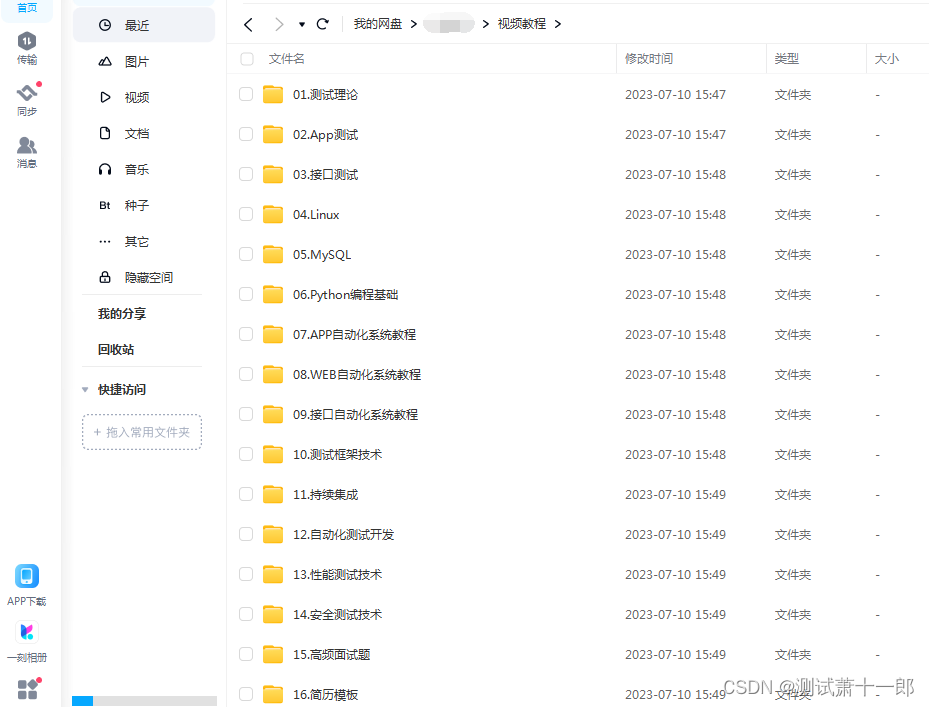 首页
传输
同步
消息
APP下载
一刻相册
最近
图片
视频
文档
音乐
Bt 种子
其它
隐藏空间
我的分享
回收站
快捷访问
+ 拖入常用文件夹
我的网盘 > > 视频教程 >
文件名 修改时间 类型 大小
01.测试理论 2023-07-10 15:47 文件夹 -
02.App测试 2023-07-10 15:47 文件夹 -
03.接口测试 2023-07-10 15:48 文件夹 -
04.Linux 2023-07-10 15:48 文件夹 -
05.MySQL 2023-07-10 15:48 文件夹 -
06.Python编程基础 2023-07-10 15:48 文件夹 -
07.APP自动化系统教程 2023-07-10 15:48 文件夹 -
08.WEB自动化系统教程 2023-07-10 15:48 文件夹 -
09.接口自动化系统教程 2023-07-10 15:48 文件夹 -
10.测试框架技术 2023-07-10 15:48 文件夹 -
11.持续集成 2023-07-10 15:49 文件夹 -
12.自动化测试开发 2023-07-10 15:49 文件夹 -
13.性能测试技术 2023-07-10 15:49 文件夹 -
14.安全测试技术 2023-07-10 15:49 文件夹 -
15.高频面试题 2023-07-10 15:49 文件夹 -
16.简历模板 2023-07-10 15:49 文件夹 -
CSDN @测试萧十一郎